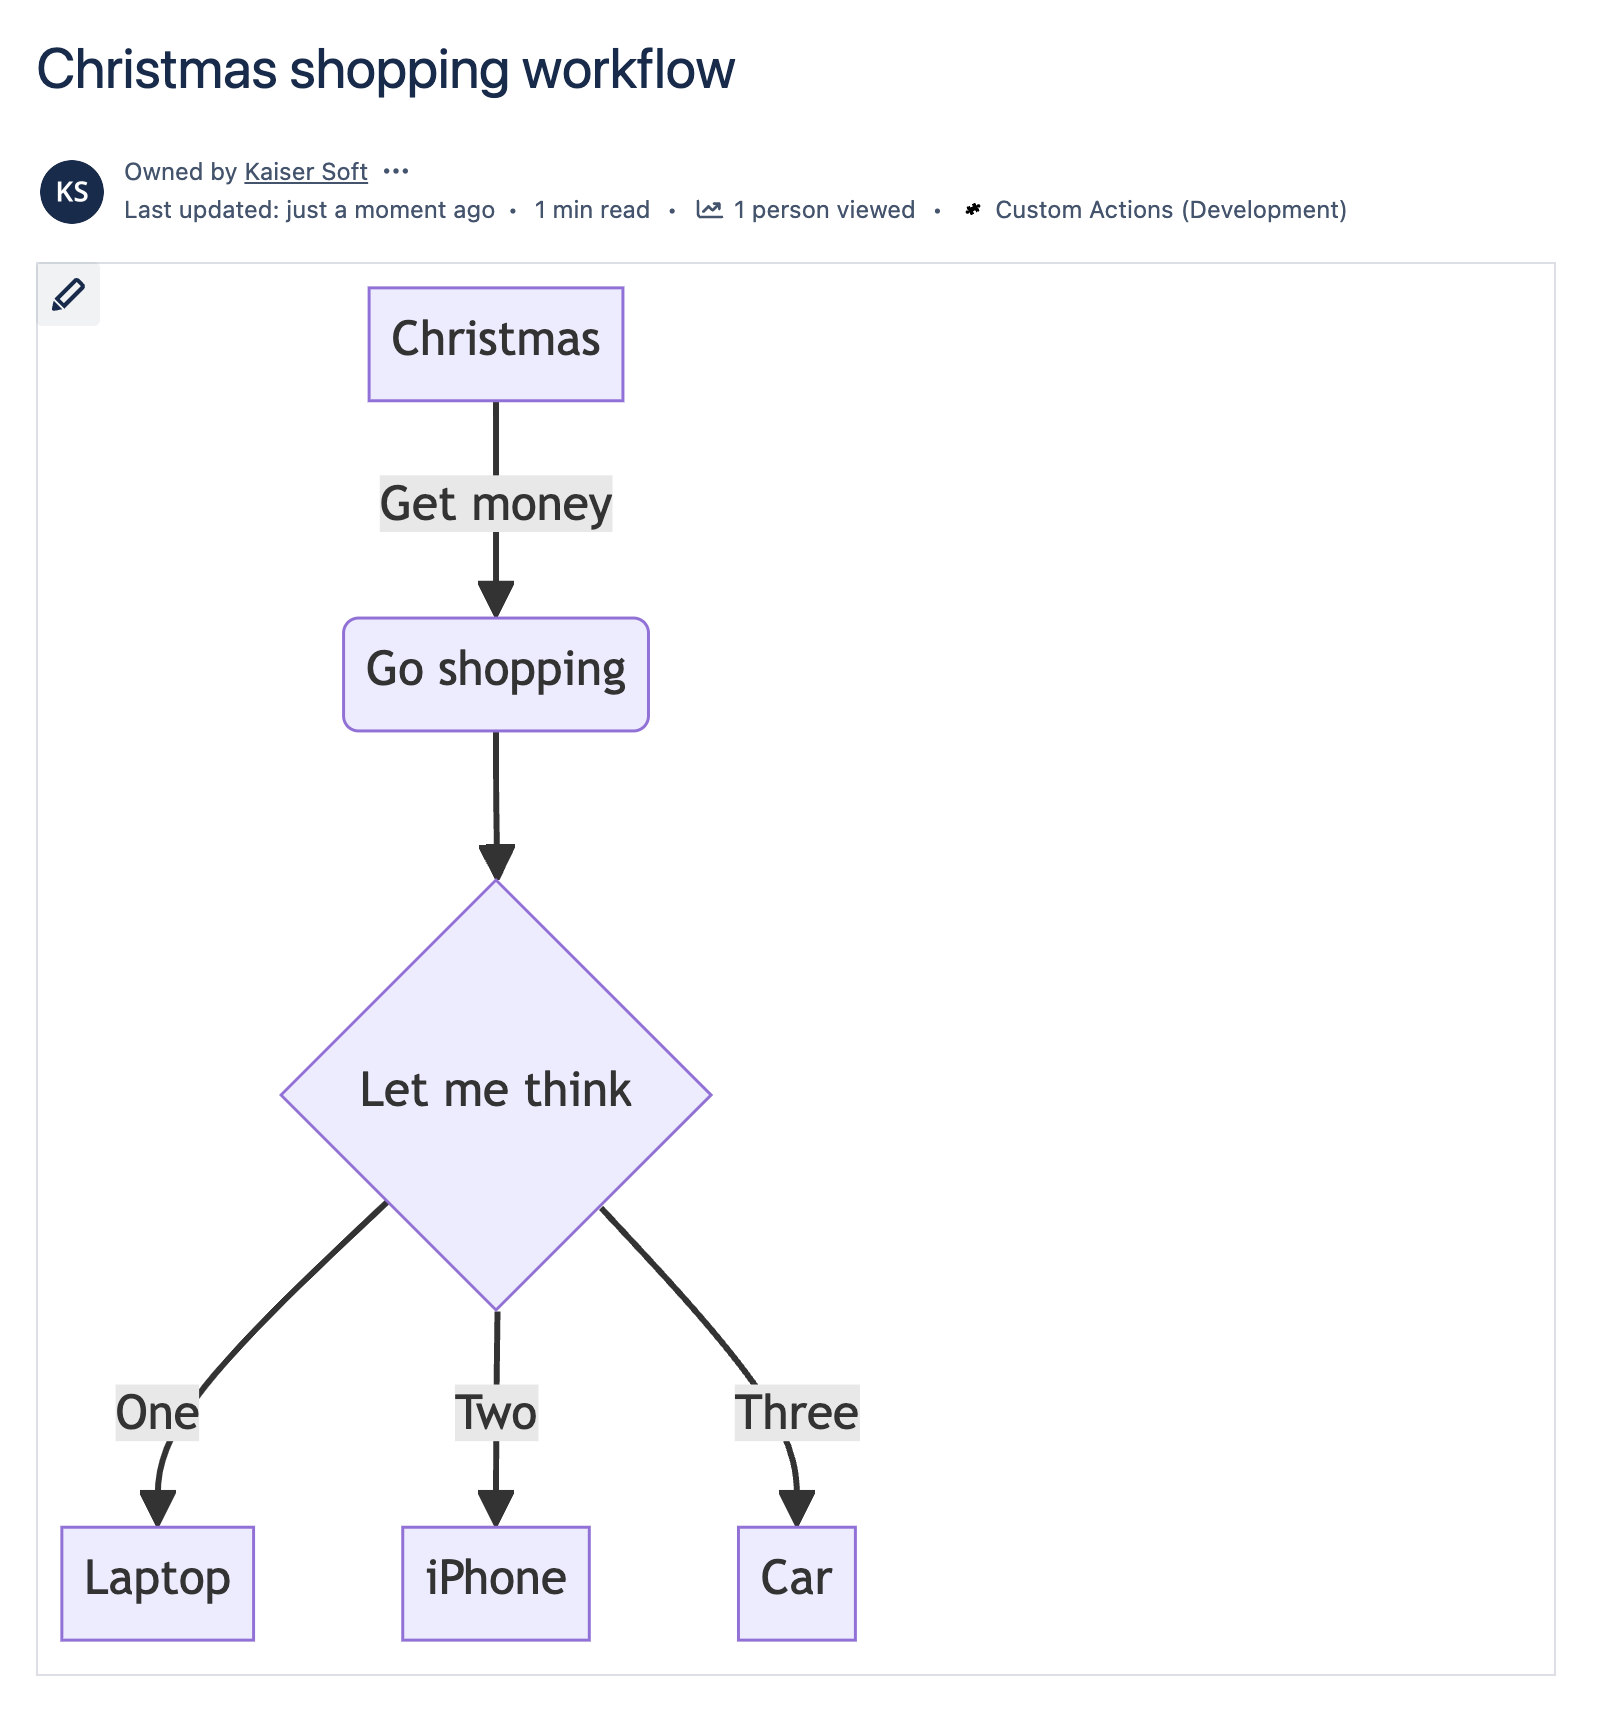 Christmas shopping workflow
KS
Owned by Kaiser Soft •••
Last updated: just a moment ago • 1 min read • 1 person viewed • Custom Actions (Development)
Christmas
Get money
Go shopping
Let me think
One
Two
Three
Laptop
iPhone
Car